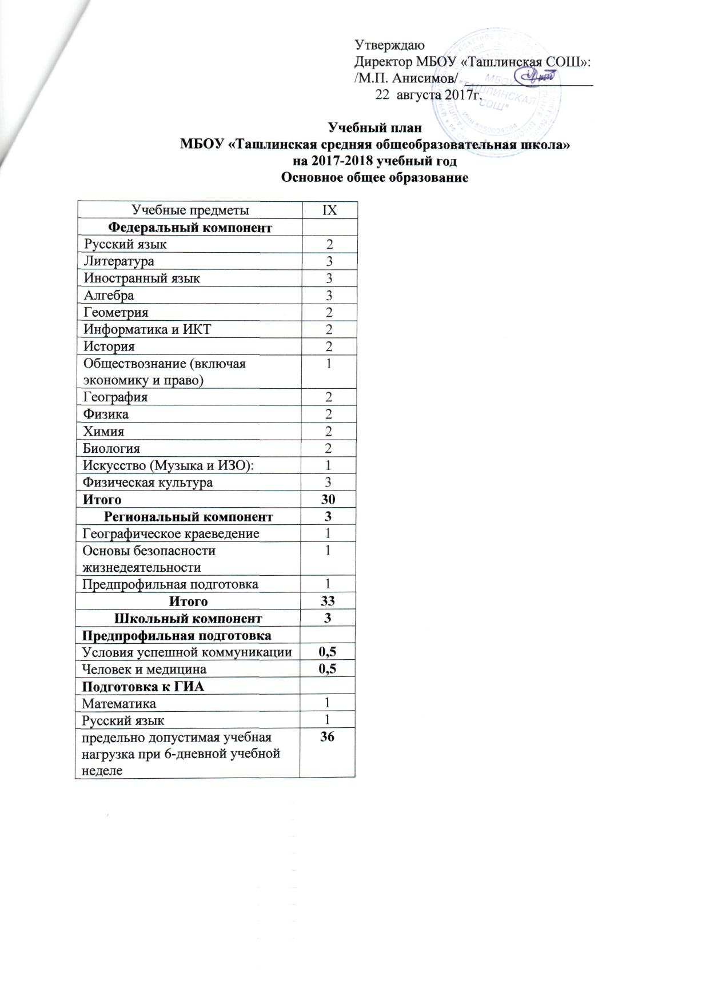 Утверждаю
Директор МБОУ «Ташлинская СОШ»:
/М.П. Анисимов/
22 августа 2017г.
МБОУ
"ТАШЛИНСКАЯ
СОШ"
Учебный план
МБОУ «Ташлинская средняя общеобразовательная школа»
на 2017-2018 учебный год
Основное общее образование
Учебные предметы IX
Федеральный компонент
Русский язык 2
Литература 3
Иностранный язык 3
Алгебра 3
Геометрия 2
Информатика и ИКТ 2
История 2
Обществознание (включая 1
экономику и право)
География 2
Физика 2
Химия 2
Биология 2
Искусство (Музыка и ИЗО): 1
Физическая культура 3
Итого 30
Региональный компонент 3
Географическое краеведение 1
Основы безопасности 1
жизнедеятельности
Предпрофильная подготовка 1
Итого 33
Школьный компонент 3
Предпрофильная подготовка
Условия успешной коммуникации 0,5
Человек и медицина 0,5
Подготовка к ГИА
Математика 1
Русский язык 1
предельно допустимая учебная 36
нагрузка при 6-дневной учебной
неделе